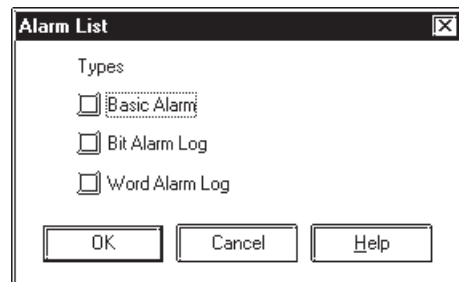 Alarm List
Types
Basic Alarm
Bit Alarm Log
Word Alarm Log
OK Cancel Help